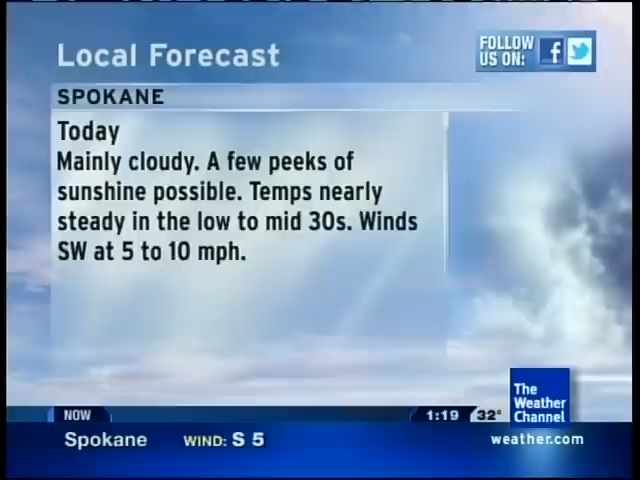 Local Forecast
FOLLOW
US ON:
SPOKANE
Today
Mainly cloudy. A few peeks of
sunshine possible. Temps nearly
steady in the low to mid 30s. Winds
SW at 5 to 10 mph.
The
Weather
Channel
NOW
1:19 32°
Spokane WIND: S 5
weather.com